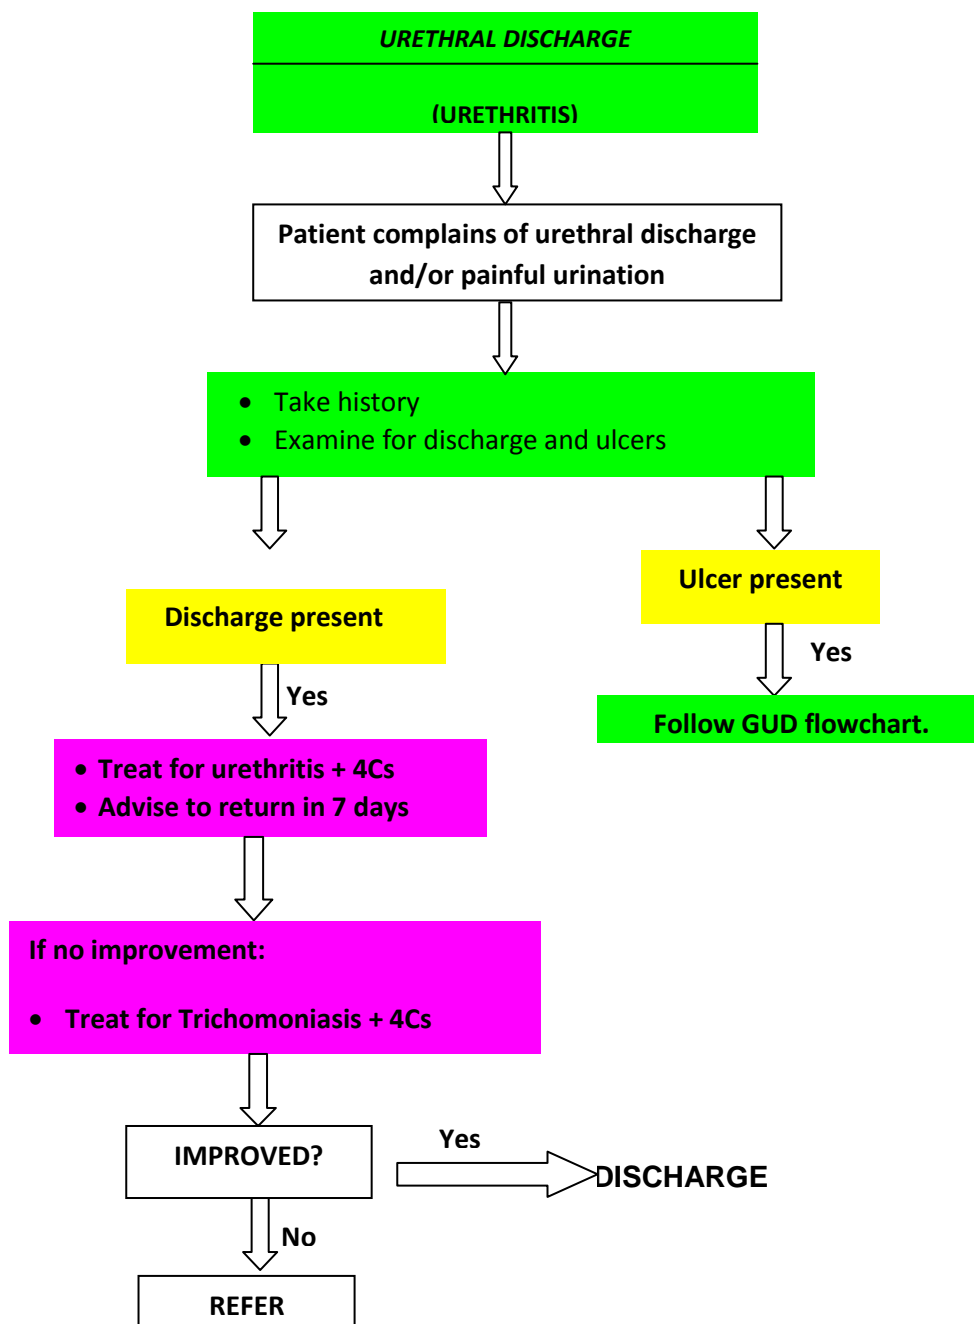 URETHRAL DISCHARGE
(URETHRITIS)
Patient complains of urethral discharge
and/or painful urination
• Take history
• Examine for discharge and ulcers
Ulcer present
Discharge present
Yes
Yes
Follow GUD flowchart.
• Treat for urethritis + 4Cs
• Advise to return in 7 days
If no improvement:
• Treat for Trichomoniasis + 4Cs
IMPROVED?
Yes
DISCHARGE
No
REFER